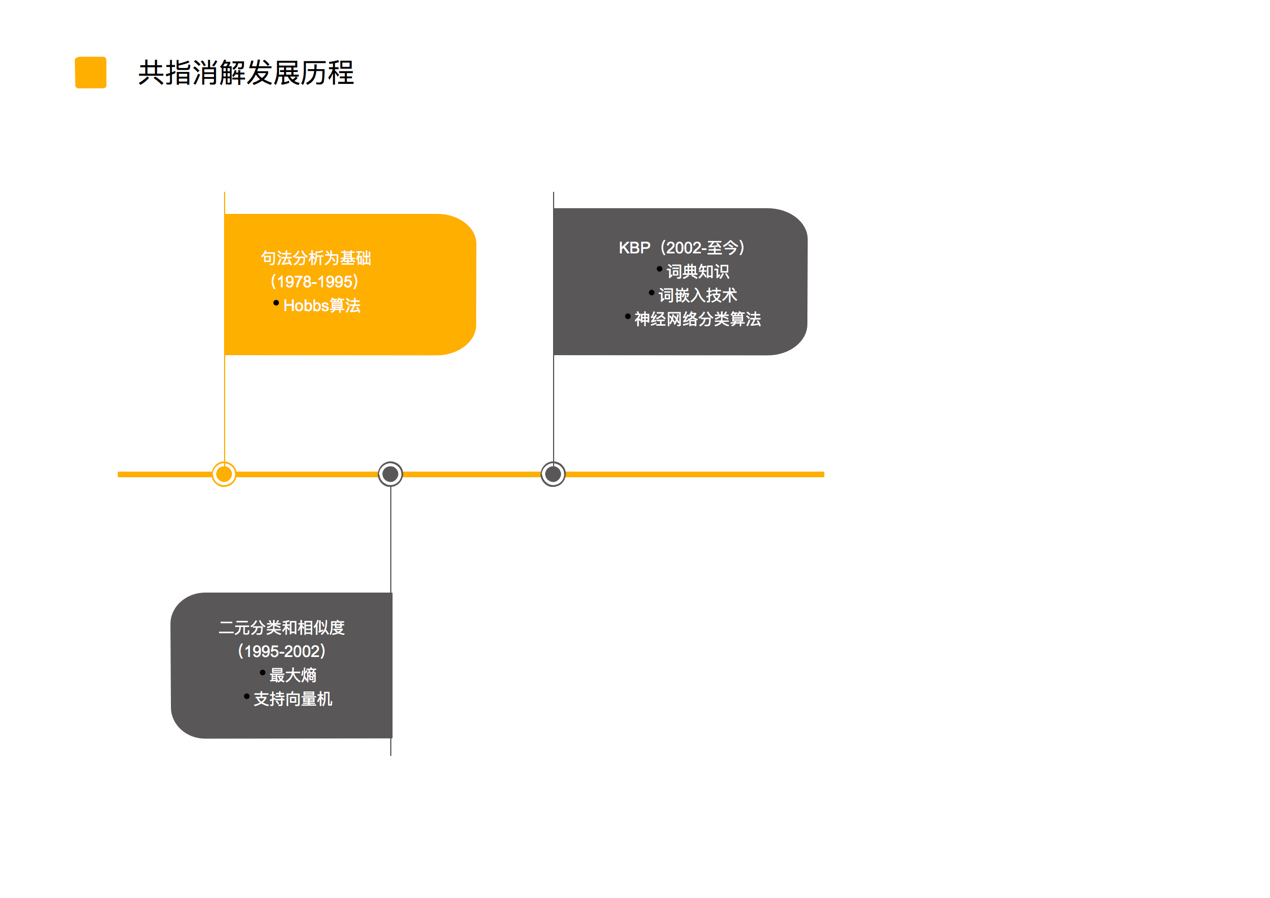 共指消解发展历程
句法分析为基础
（1978-1995）
•Hobbs算法
KBP（2002-至今）
•词典知识
•词嵌入技术
•神经网络分类算法
二元分类和相似度
（1995-2002）
•最大熵
•支持向量机